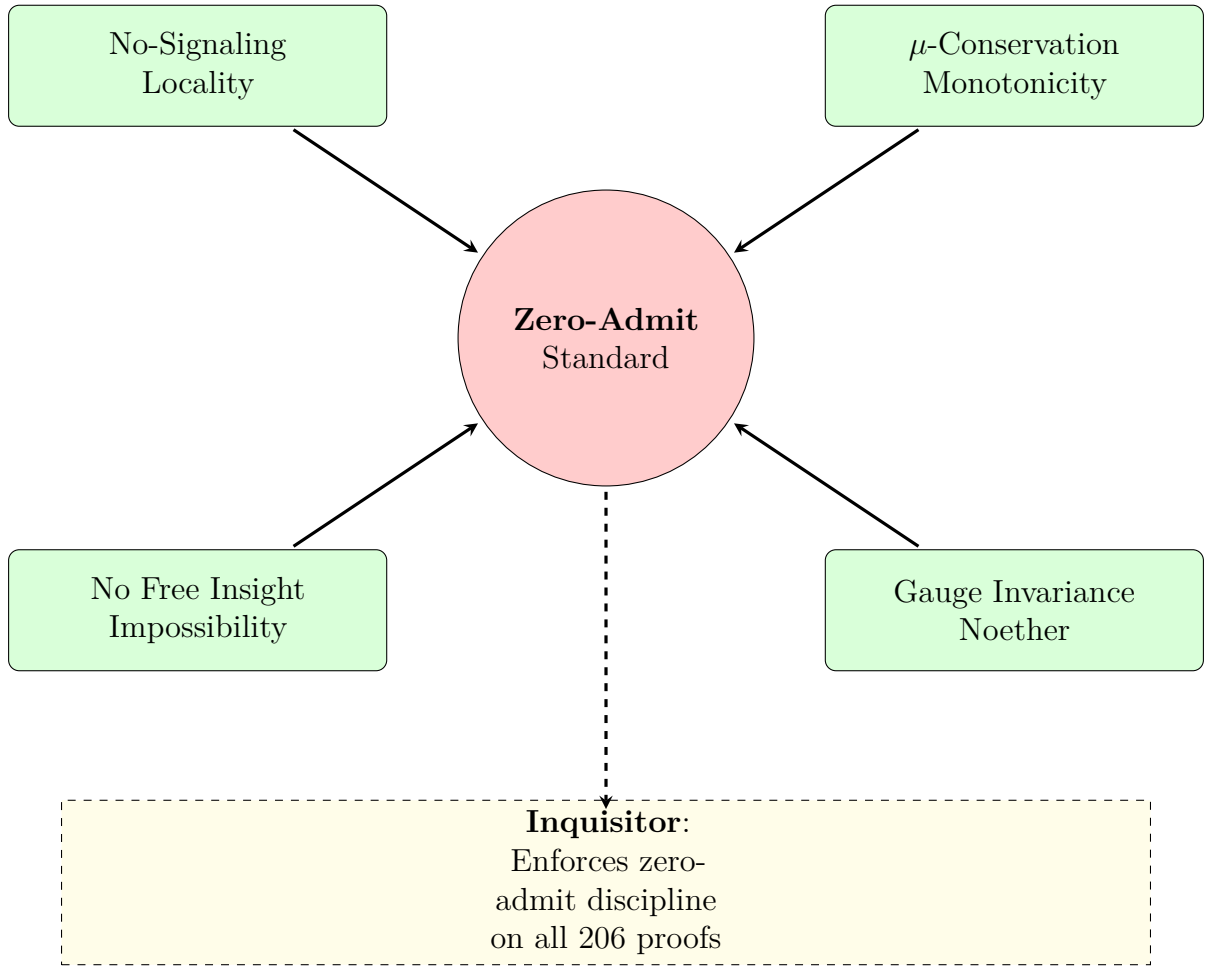 No-Signaling
Locality
μ-Conservation
Monotonicity
Zero-Admit
Standard
No Free Insight
Impossibility
Gauge Invariance
Noether
Inquisitor:
Enforces zero-
admit discipline
on all 206 proofs